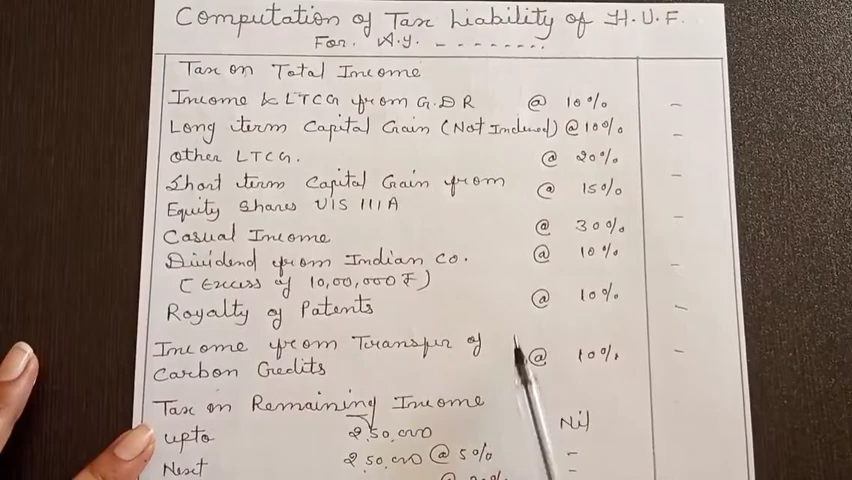 Computation of Tax Liability of H.U.F.
For. A.y. - - - - - - - -
Tax on Total Income
Income & LTCG from G.D.R @ 10% -
Long term Capital Gain (Not Indexed) @ 10% -
Other LTCG. @ 20% -
Short term Capital Gain from @ 15% -
Equity Shares U/S 111A
Casual Income @ 30%
Dividend from Indian Co. @ 10% -
(Excess of 10,00,000 ₹)
Royalty of Patents @ 10% -
Income from Transfer of @ 10% -
Carbon Credits
Tax on Remaining Income
upto 2,50,000 Nil
Next 2,50,000 @ 5% -